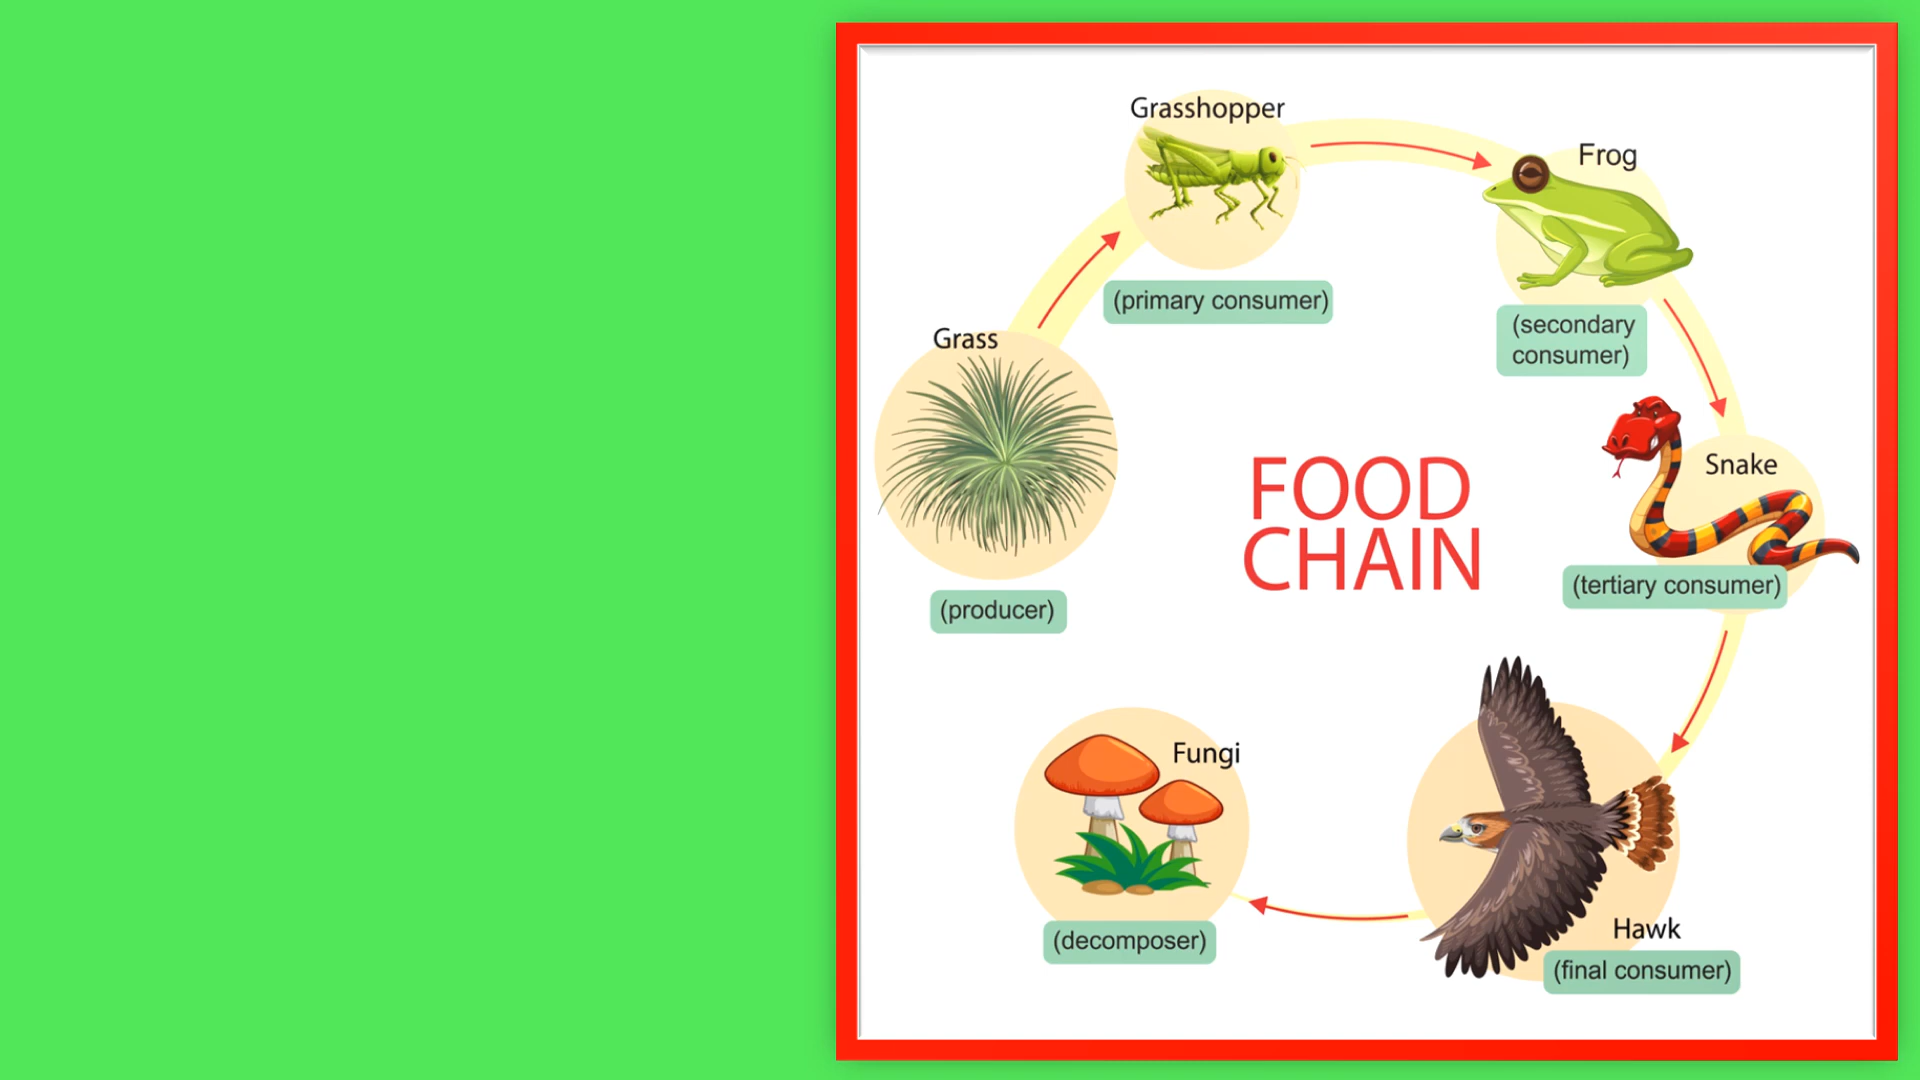 Grasshopper
(primary consumer)
Frog
(secondary
consumer)
Grass
(producer)
FOOD
CHAIN
Snake
(tertiary consumer)
Fungi
(decomposer)
Hawk
(final consumer)